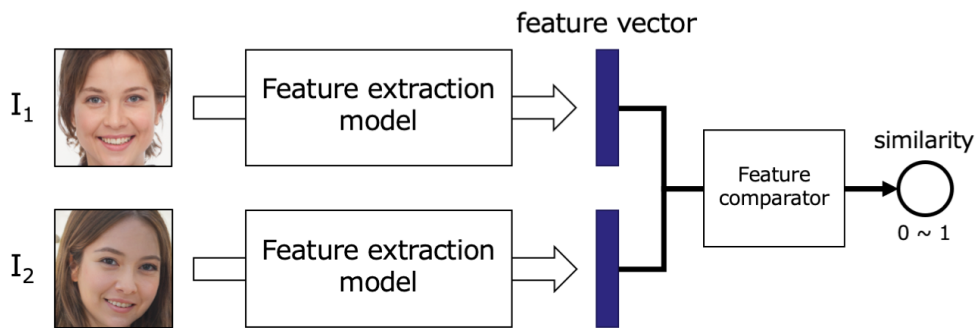 feature vector
I₁
Feature extraction
model
similarity
Feature
comparator
0 ~ 1
I₂
Feature extraction
model